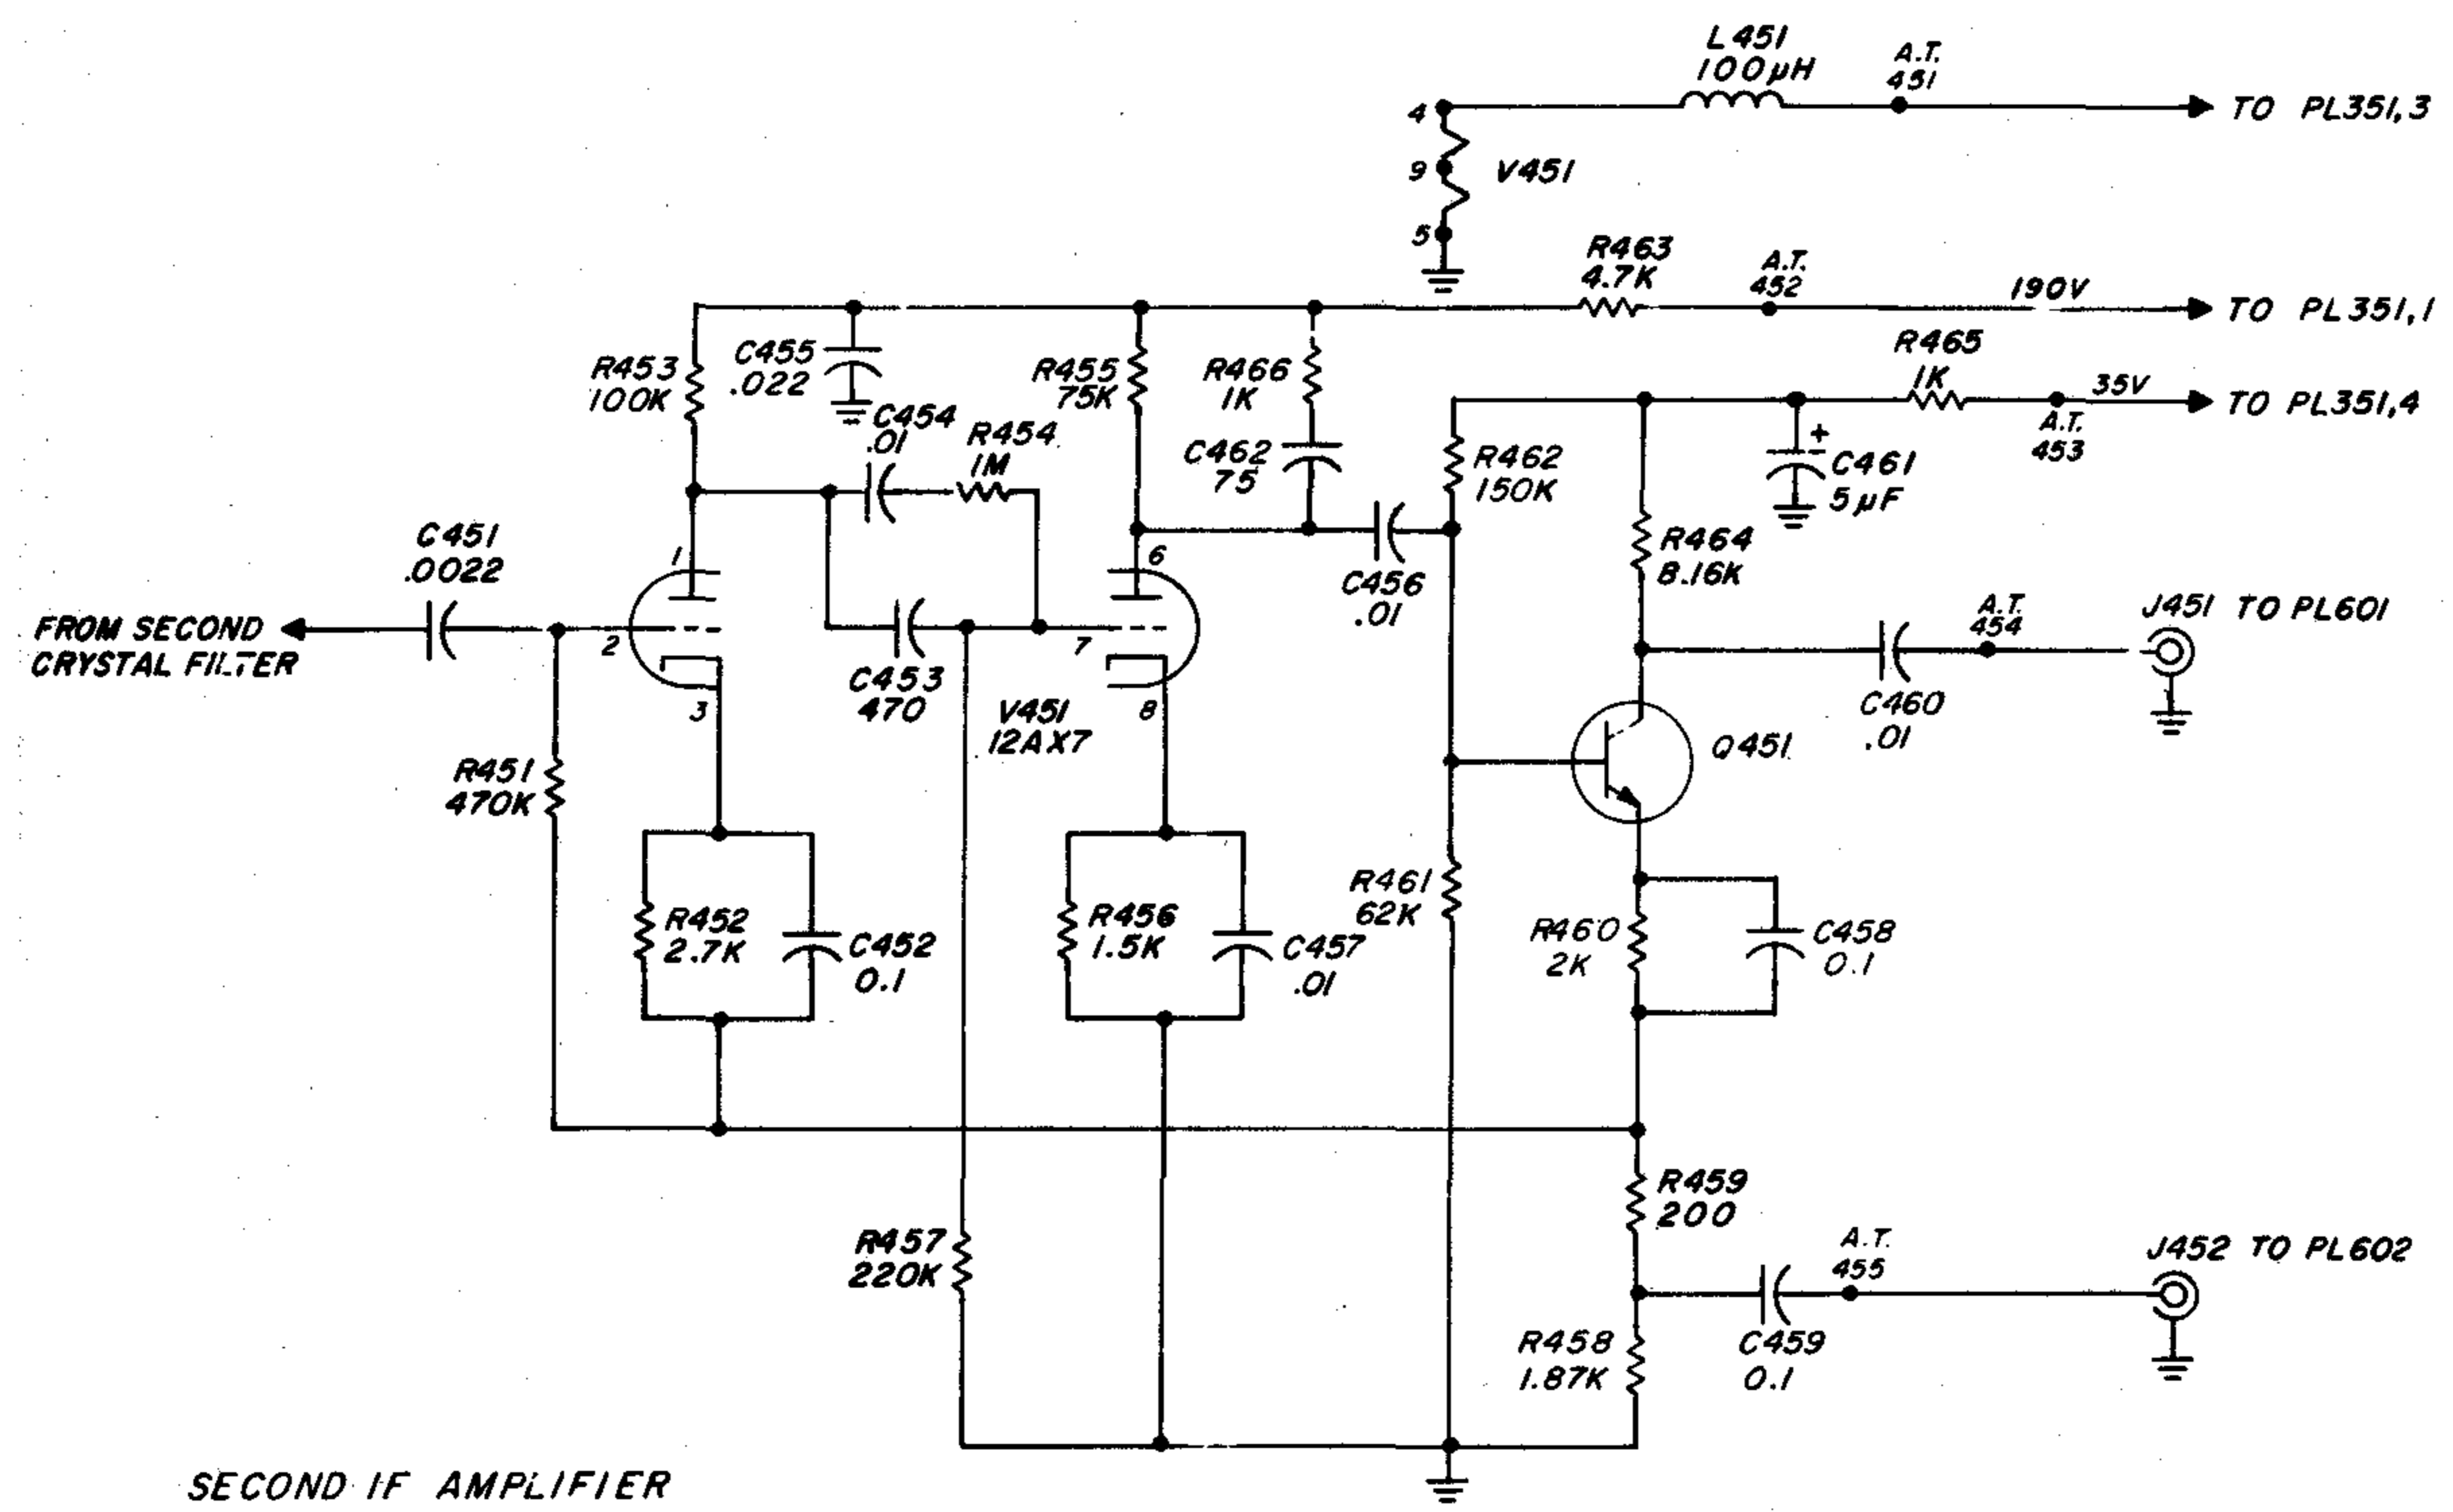 L451
100µH
A.T.
451
TO PL351,3
4
9
V451
5
R463
4.7K
A.T.
452
190V
TO PL351,1
R465
1K
35V
TO PL351,4
A.T.
453
R453
100K
C455
.022
R455
75K
R466
1K
C454
.01
R454
1M
C462
75
R462
150K
+
C461
5µF
C451
.0022
1
6
C456
.01
R464
8.16K
FROM SECOND
CRYSTAL FILTER
2
7
A.T.
454
J451 TO PL601
C453
470
3
8
V451
12AX7
C460
.01
Q451
R451
470K
R461
62K
R452
2.7K
C452
0.1
R456
1.5K
C457
.01
R460
2K
C458
0.1
R459
200
R457
220K
A.T.
455
J452 TO PL602
R458
1.87K
C459
0.1
SECOND IF AMPLIFIER